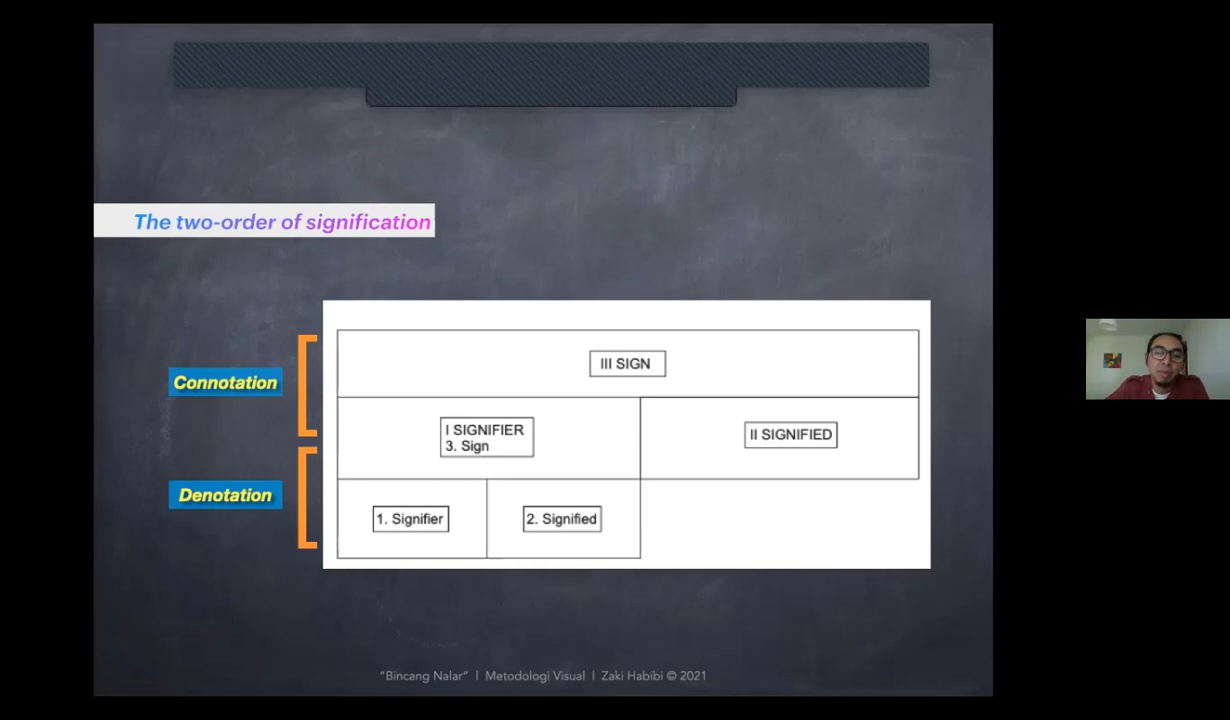 The two-order of signification
Connotation
Denotation
III SIGN
I SIGNIFIER
3. Sign
II SIGNIFIED
1. Signifier
2. Signified
“Bincang Nalar” | Metodologi Visual | Zaki Habibi © 2021